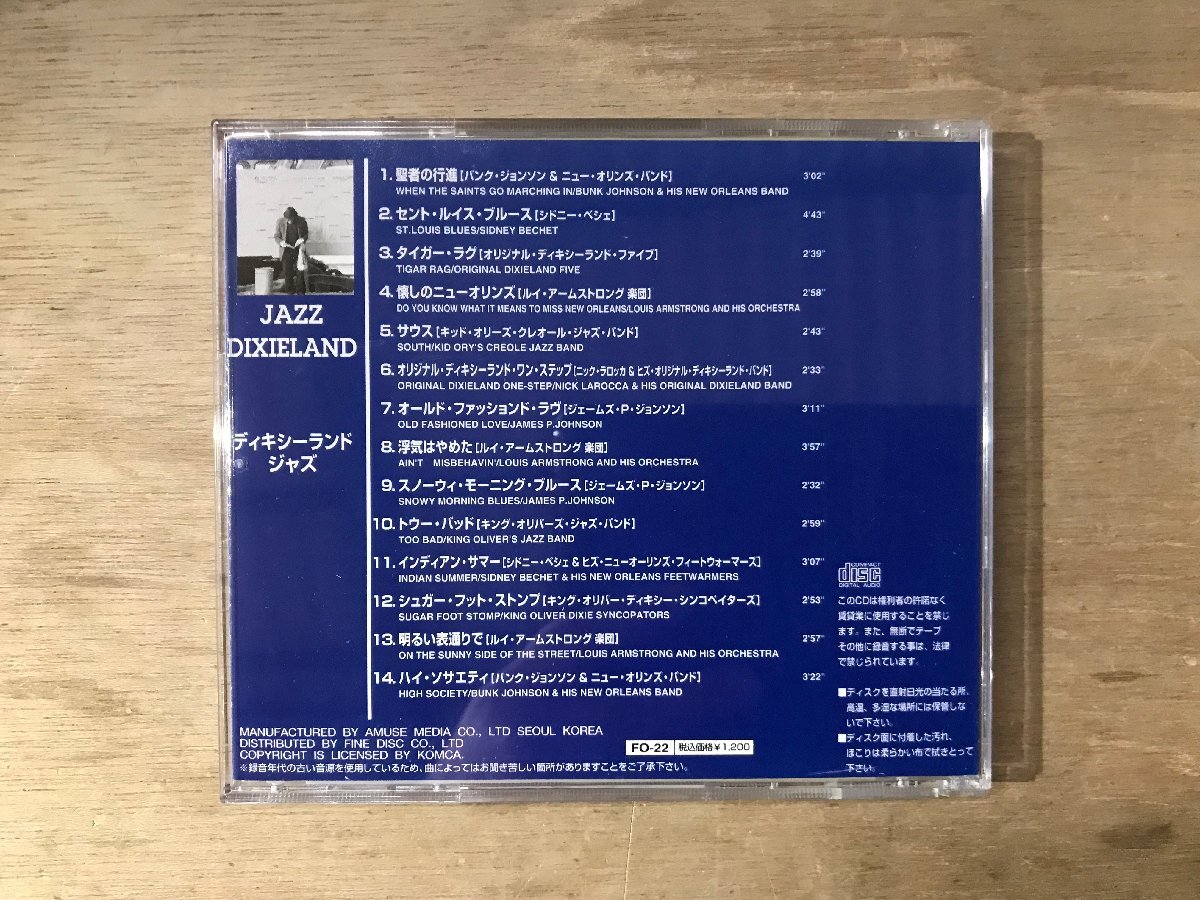 JAZZ
DIXIELAND
ディキシーランド
ジャズ
1. 聖者の行進 [バンク・ジョンソン & ニュー・オリンズ・バンド] 3'02"
WHEN THE SAINTS GO MARCHING IN/BUNK JOHNSON & HIS NEW ORLEANS BAND
2. セント・ルイス・ブルース [シドニー・ベシェ] 4'43"
ST.LOUIS BLUES/SIDNEY BECHET
3. タイガー・ラグ [オリジナル・ディキシーランド・ファイブ] 2'39"
TIGAR RAG/ORIGINAL DIXIELAND FIVE
4. 懐しのニューオリンズ [ルイ・アームストロング 楽団] 2'58"
DO YOU KNOW WHAT IT MEANS TO MISS NEW ORLEANS/LOUIS ARMSTRONG AND HIS ORCHESTRA
5. サウス [キッド・オリーズ・クレオール・ジャズ・バンド] 2'43"
SOUTH/KID ORY'S CREOLE JAZZ BAND
6. オリジナル・ディキシーランド・ワン・ステップ [ニック・ラロッカ & ヒズ・オリジナル・ディキシーランド・バンド] 2'33"
ORIGINAL DIXIELAND ONE-STEP/NICK LAROCCA & HIS ORIGINAL DIXIELAND BAND
7. オールド・ファッションド・ラヴ [ジェームズ・P・ジョンソン] 3'11"
OLD FASHIONED LOVE/JAMES P.JOHNSON
8. 浮気はやめた [ルイ・アームストロング 楽団] 3'57"
AIN'T MISBEHAVIN'/LOUIS ARMSTRONG AND HIS ORCHESTRA
9. スノーウィ・モーニング・ブルース [ジェームズ・P・ジョンソン] 2'32"
SNOWY MORNING BLUES/JAMES P.JOHNSON
10. トゥー・バッド [キング・オリバーズ・ジャズ・バンド] 2'59"
TOO BAD/KING OLIVER'S JAZZ BAND
11. インディアン・サマー [シドニー・ベシェ & ヒズ・ニューオーリンズ・フィートウォーマーズ] 3'07"
INDIAN SUMMER/SIDNEY BECHET & HIS NEW ORLEANS FEETWARMERS
12. シュガー・フット・ストンプ [キング・オリバー・ディキシー・シンコペイターズ] 2'53"
SUGAR FOOT STOMP/KING OLIVER DIXIE SYNCOPATORS
13. 明るい表通りで [ルイ・アームストロング 楽団] 2'57"
ON THE SUNNY SIDE OF THE STREET/LOUIS ARMSTRONG AND HIS ORCHESTRA
14. ハイ・ソサエティ [バンク・ジョンソン & ニュー・オリンズ・バンド] 3'22"
HIGH SOCIETY/BUNK JOHNSON & HIS NEW ORLEANS BAND
COMPACT
disc
DIGITAL AUDIO
このCDは権利者の許諾なく
賃貸業に使用することを禁じ
ます。また、無断でテープ
その他に録音する事は、法律
で禁じられています。
■ディスクを直射日光の当たる所、
高温、多湿な場所には保管しな
いで下さい。
■ディスク面に付着した汚れ、
ほこりは柔らかい布で拭きとって
下さい。
MANUFACTURED BY AMUSE MEDIA CO., LTD SEOUL KOREA
DISTRIBUTED BY FINE DISC CO., LTD
COPYRIGHT IS LICENSED BY KOMCA.
FO-22 税込価格¥1,200
※録音年代の古い音源を使用しているため、曲によってはお聞き苦しい箇所がありますことをご了承下さい。